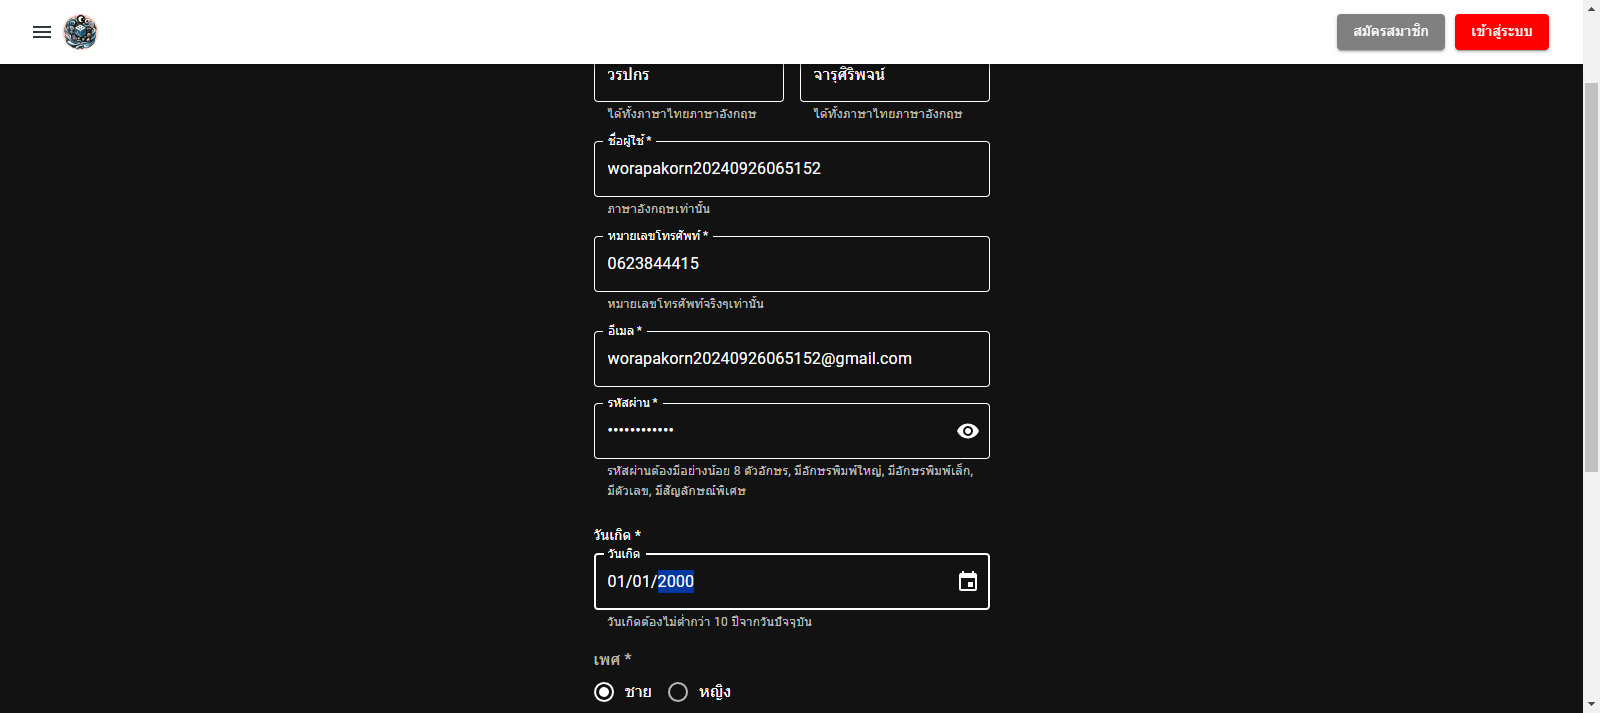 สมัครสมาชิก
เข้าสู่ระบบ
วรปกร
จารุศิริพจน์
ได้ทั้งภาษาไทยภาษาอังกฤษ
ได้ทั้งภาษาไทยภาษาอังกฤษ
ชื่อผู้ใช้ *
worapakorn20240926065152
ภาษาอังกฤษเท่านั้น
หมายเลขโทรศัพท์ *
0623844415
หมายเลขโทรศัพท์จริงๆเท่านั้น
อีเมล *
worapakorn20240926065152@gmail.com
รหัสผ่าน *
••••••••••••
รหัสผ่านต้องมีอย่างน้อย 8 ตัวอักษร, มีอักษรพิมพ์ใหญ่, มีอักษรพิมพ์เล็ก,
มีตัวเลข, มีสัญลักษณ์พิเศษ
วันเกิด *
วันเกิด
01/01/2000
วันเกิดต้องไม่ต่ำกว่า 10 ปีจากวันปัจจุบัน
เพศ *
ชาย
หญิง